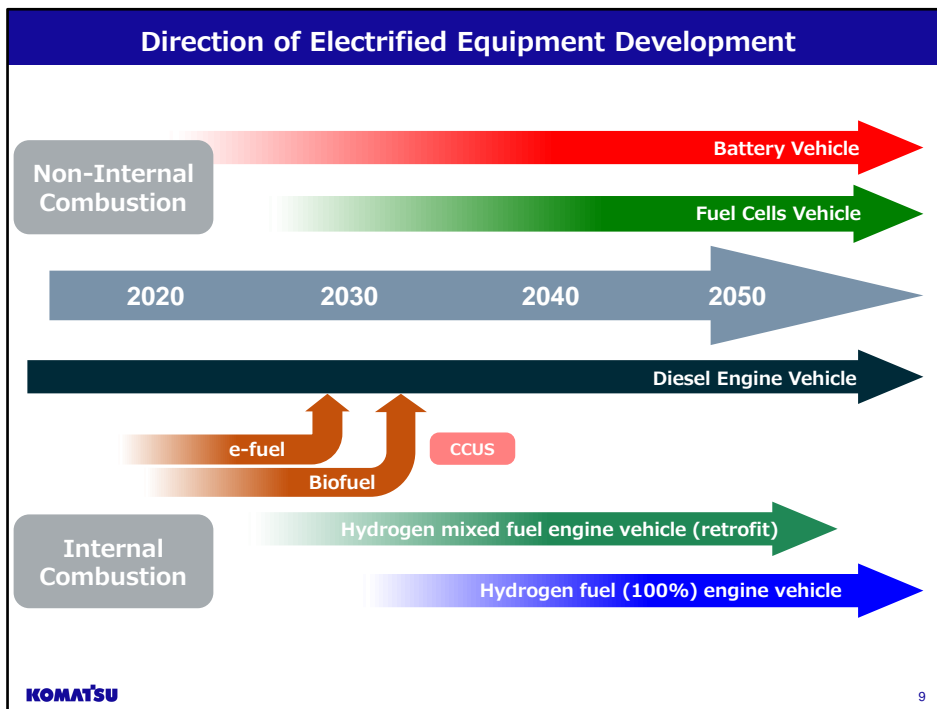 Direction of Electrified Equipment Development
Battery Vehicle
Non-Internal
Combustion
Fuel Cells Vehicle
2020 2030 2040 2050
Diesel Engine Vehicle
e-fuel
CCUS
Biofuel
Hydrogen mixed fuel engine vehicle (retrofit)
Internal
Combustion
Hydrogen fuel (100%) engine vehicle
KOMATSU
9